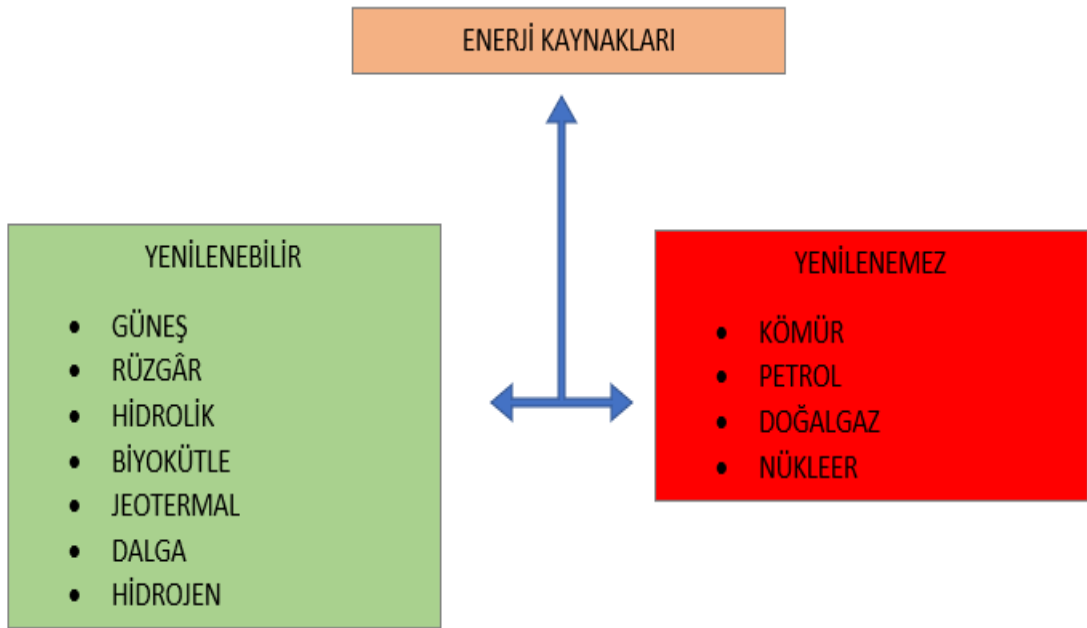 ENERJİ KAYNAKLARI
YENİLENEBİLİR
• GÜNEŞ
• RÜZGÂR
• HİDROLİK
• BİYOKÜTLE
• JEOTERMAL
• DALGA
• HİDROJEN
YENİLENEMEZ
• KÖMÜR
• PETROL
• DOĞALGAZ
• NÜKLEER